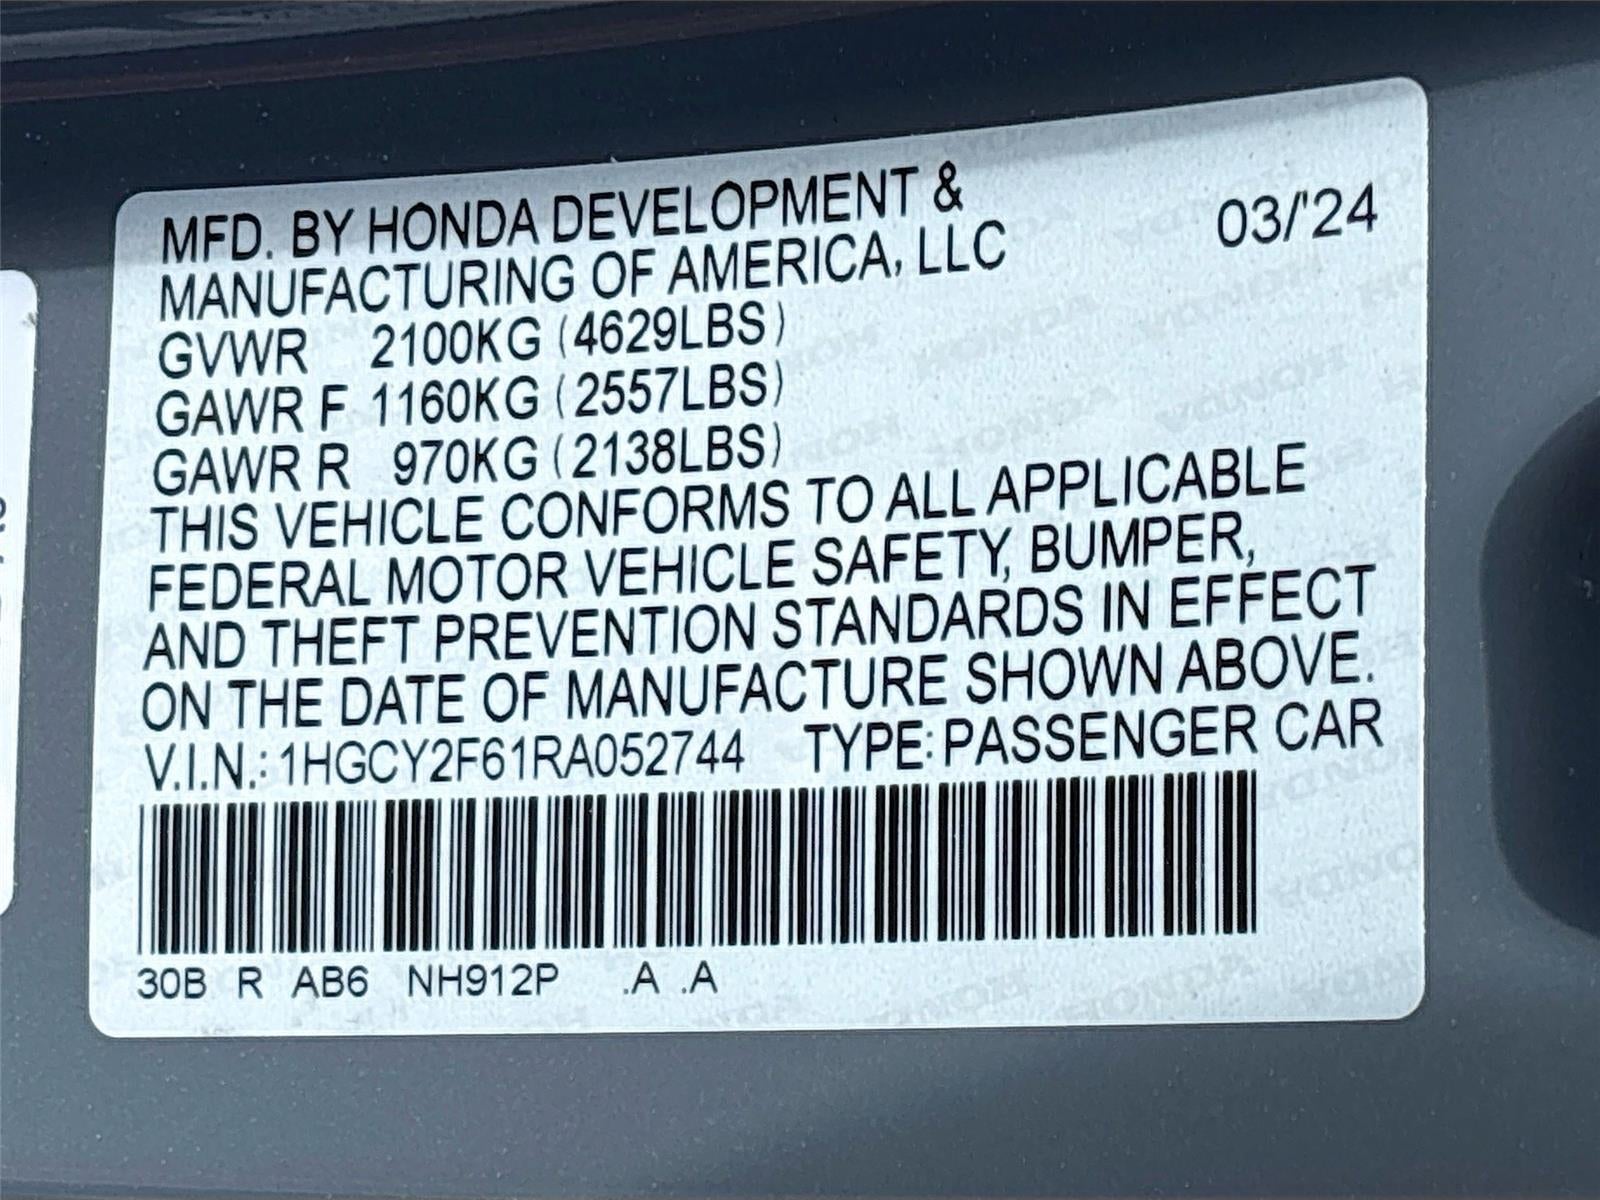 MFD. BY HONDA DEVELOPMENT &
MANUFACTURING OF AMERICA, LLC
03/'24
GVWR 2100KG (4629LBS)
GAWR F 1160KG (2557LBS)
GAWR R 970KG (2138LBS)
THIS VEHICLE CONFORMS TO ALL APPLICABLE
FEDERAL MOTOR VEHICLE SAFETY, BUMPER,
AND THEFT PREVENTION STANDARDS IN EFFECT
ON THE DATE OF MANUFACTURE SHOWN ABOVE.
V.I.N.: 1HGCY2F61RA052744 TYPE: PASSENGER CAR
30B R AB6 NH912P .A .A